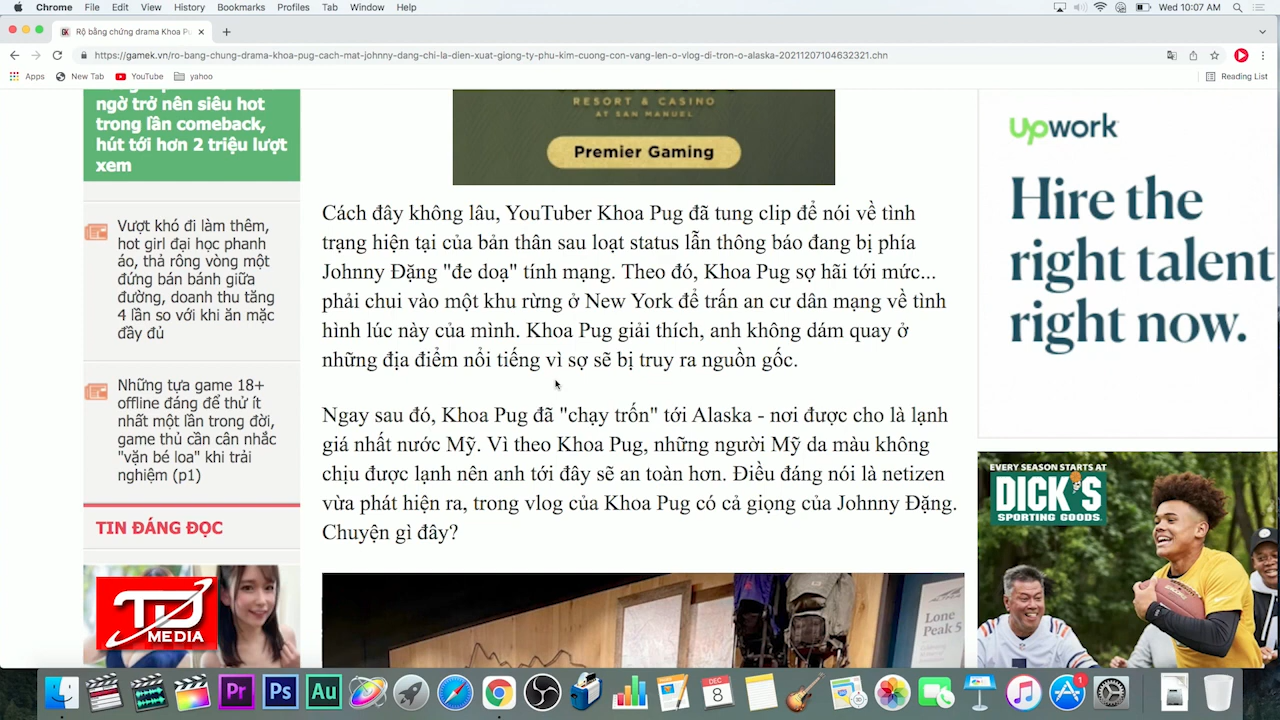 Chrome File Edit View History Bookmarks Profiles Tab Window Help
Wed 10:07 AM
Rộ bằng chứng drama Khoa Pu
https://gamek.vn/ro-bang-chung-drama-khoa-pug-cach-mat-johnny-dang-chi-la-dien-xuat-giong-ty-phu-kim-cuong-con-vang-len-o-vlog-di-tron-o-alaska-20211207104632321.chn
Apps New Tab YouTube yahoo
Reading List
ngờ trở nên siêu hot
trong lần comeback,
hút tới hơn 2 triệu lượt
xem
Vượt khó đi làm thêm,
hot girl đại học phanh
áo, thả rông vòng một
đứng bán bánh giữa
đường, doanh thu tăng
4 lần so với khi ăn mặc
đầy đủ
Những tựa game 18+
offline đáng để thử ít
nhất một lần trong đời,
game thủ cần cân nhắc
"vặn bé loa" khi trải
nghiệm (p1)
TIN ĐÁNG ĐỌC
TD
MEDIA
RESORT & CASINO
AT SAN MANUEL
Premier Gaming
Cách đây không lâu, YouTuber Khoa Pug đã tung clip để nói về tình
trạng hiện tại của bản thân sau loạt status lẫn thông báo đang bị phía
Johnny Đặng "đe doạ" tính mạng. Theo đó, Khoa Pug sợ hãi tới mức...
phải chui vào một khu rừng ở New York để trấn an cư dân mạng về tình
hình lúc này của mình. Khoa Pug giải thích, anh không dám quay ở
những địa điểm nổi tiếng vì sợ sẽ bị truy ra nguồn gốc.
Ngay sau đó, Khoa Pug đã "chạy trốn" tới Alaska - nơi được cho là lạnh
giá nhất nước Mỹ. Vì theo Khoa Pug, những người Mỹ da màu không
chịu được lạnh nên anh tới đây sẽ an toàn hơn. Điều đáng nói là netizen
vừa phát hiện ra, trong vlog của Khoa Pug có cả giọng của Johnny Đặng.
Chuyện gì đây?
Lone
Peak 5
Upwork
Hire the
right talent
right now.
EVERY SEASON STARTS AT
DICK'S
SPORTING GOODS
Pr Ps Au
DEC
8
1